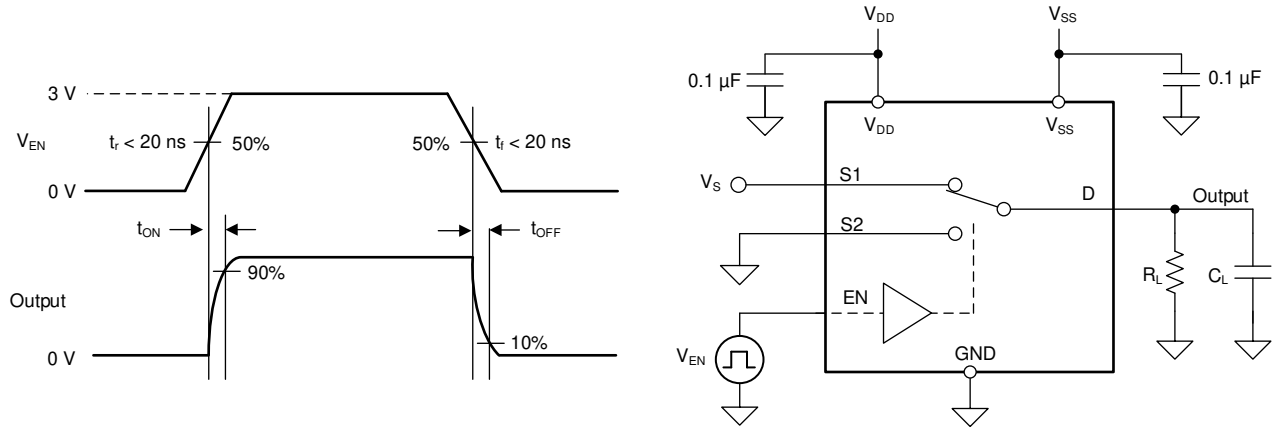 3 V
V_EN
t_r < 20 ns
50%
50%
t_f < 20 ns
0 V
t_ON
t_OFF
90%
Output
0 V
10%
V_DD
V_SS
0.1 µF
0.1 µF
V_DD
V_SS
V_S
S1
D
Output
S2
R_L
C_L
EN
V_EN
GND